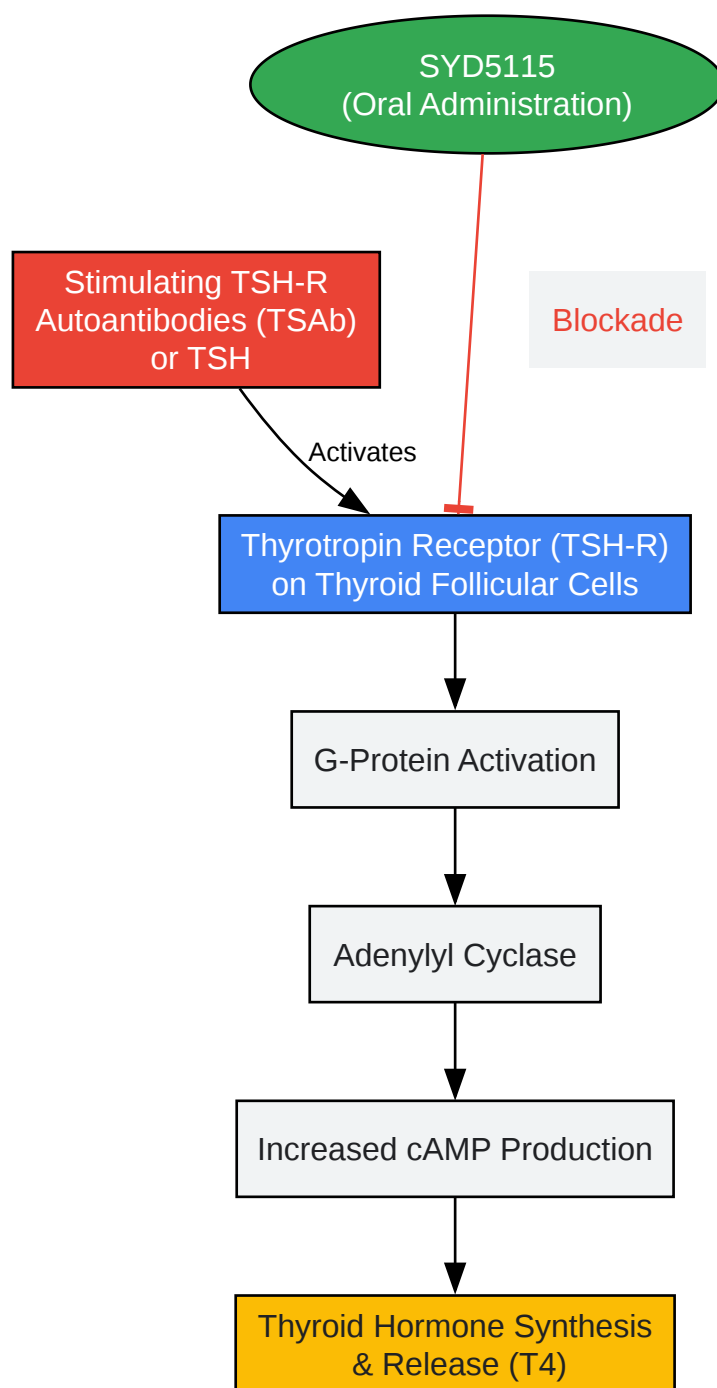 SYD5115
(Oral Administration)
Stimulating TSH-R
Autoantibodies (TSAb)
or TSH
Blockade
Activates
Thyrotropin Receptor (TSH-R)
on Thyroid Follicular Cells
G-Protein Activation
Adenylyl Cyclase
Increased cAMP Production
Thyroid Hormone Synthesis
& Release (T4)